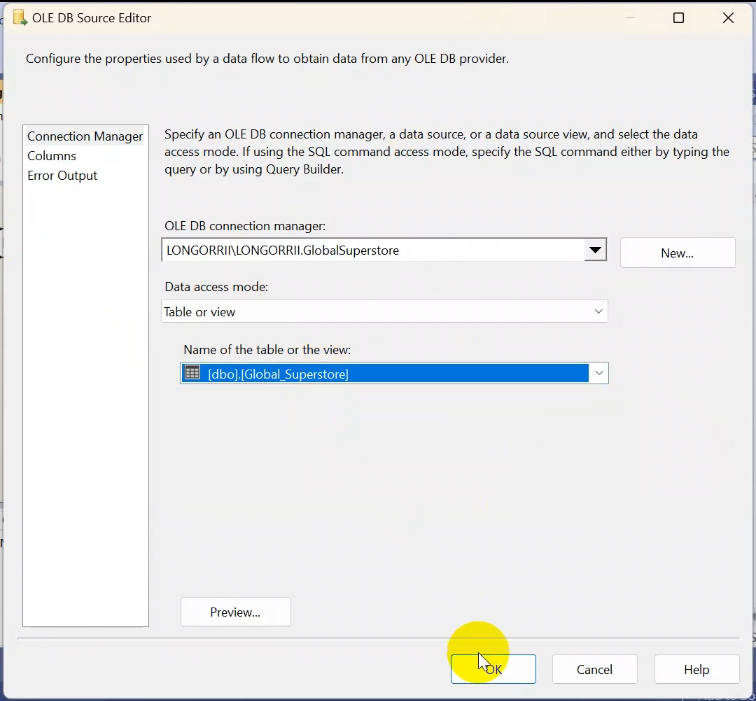 OLE DB Source Editor
Configure the properties used by a data flow to obtain data from any OLE DB provider.
Connection Manager
Columns
Error Output
Specify an OLE DB connection manager, a data source, or a data source view, and select the data
access mode. If using the SQL command access mode, specify the SQL command either by typing the
query or by using Query Builder.
OLE DB connection manager:
LONGORRII\LONGORRII.GlobalSuperstore
New...
Data access mode:
Table or view
Name of the table or the view:
[dbo].[Global_Superstore]
Preview...
OK
Cancel
Help